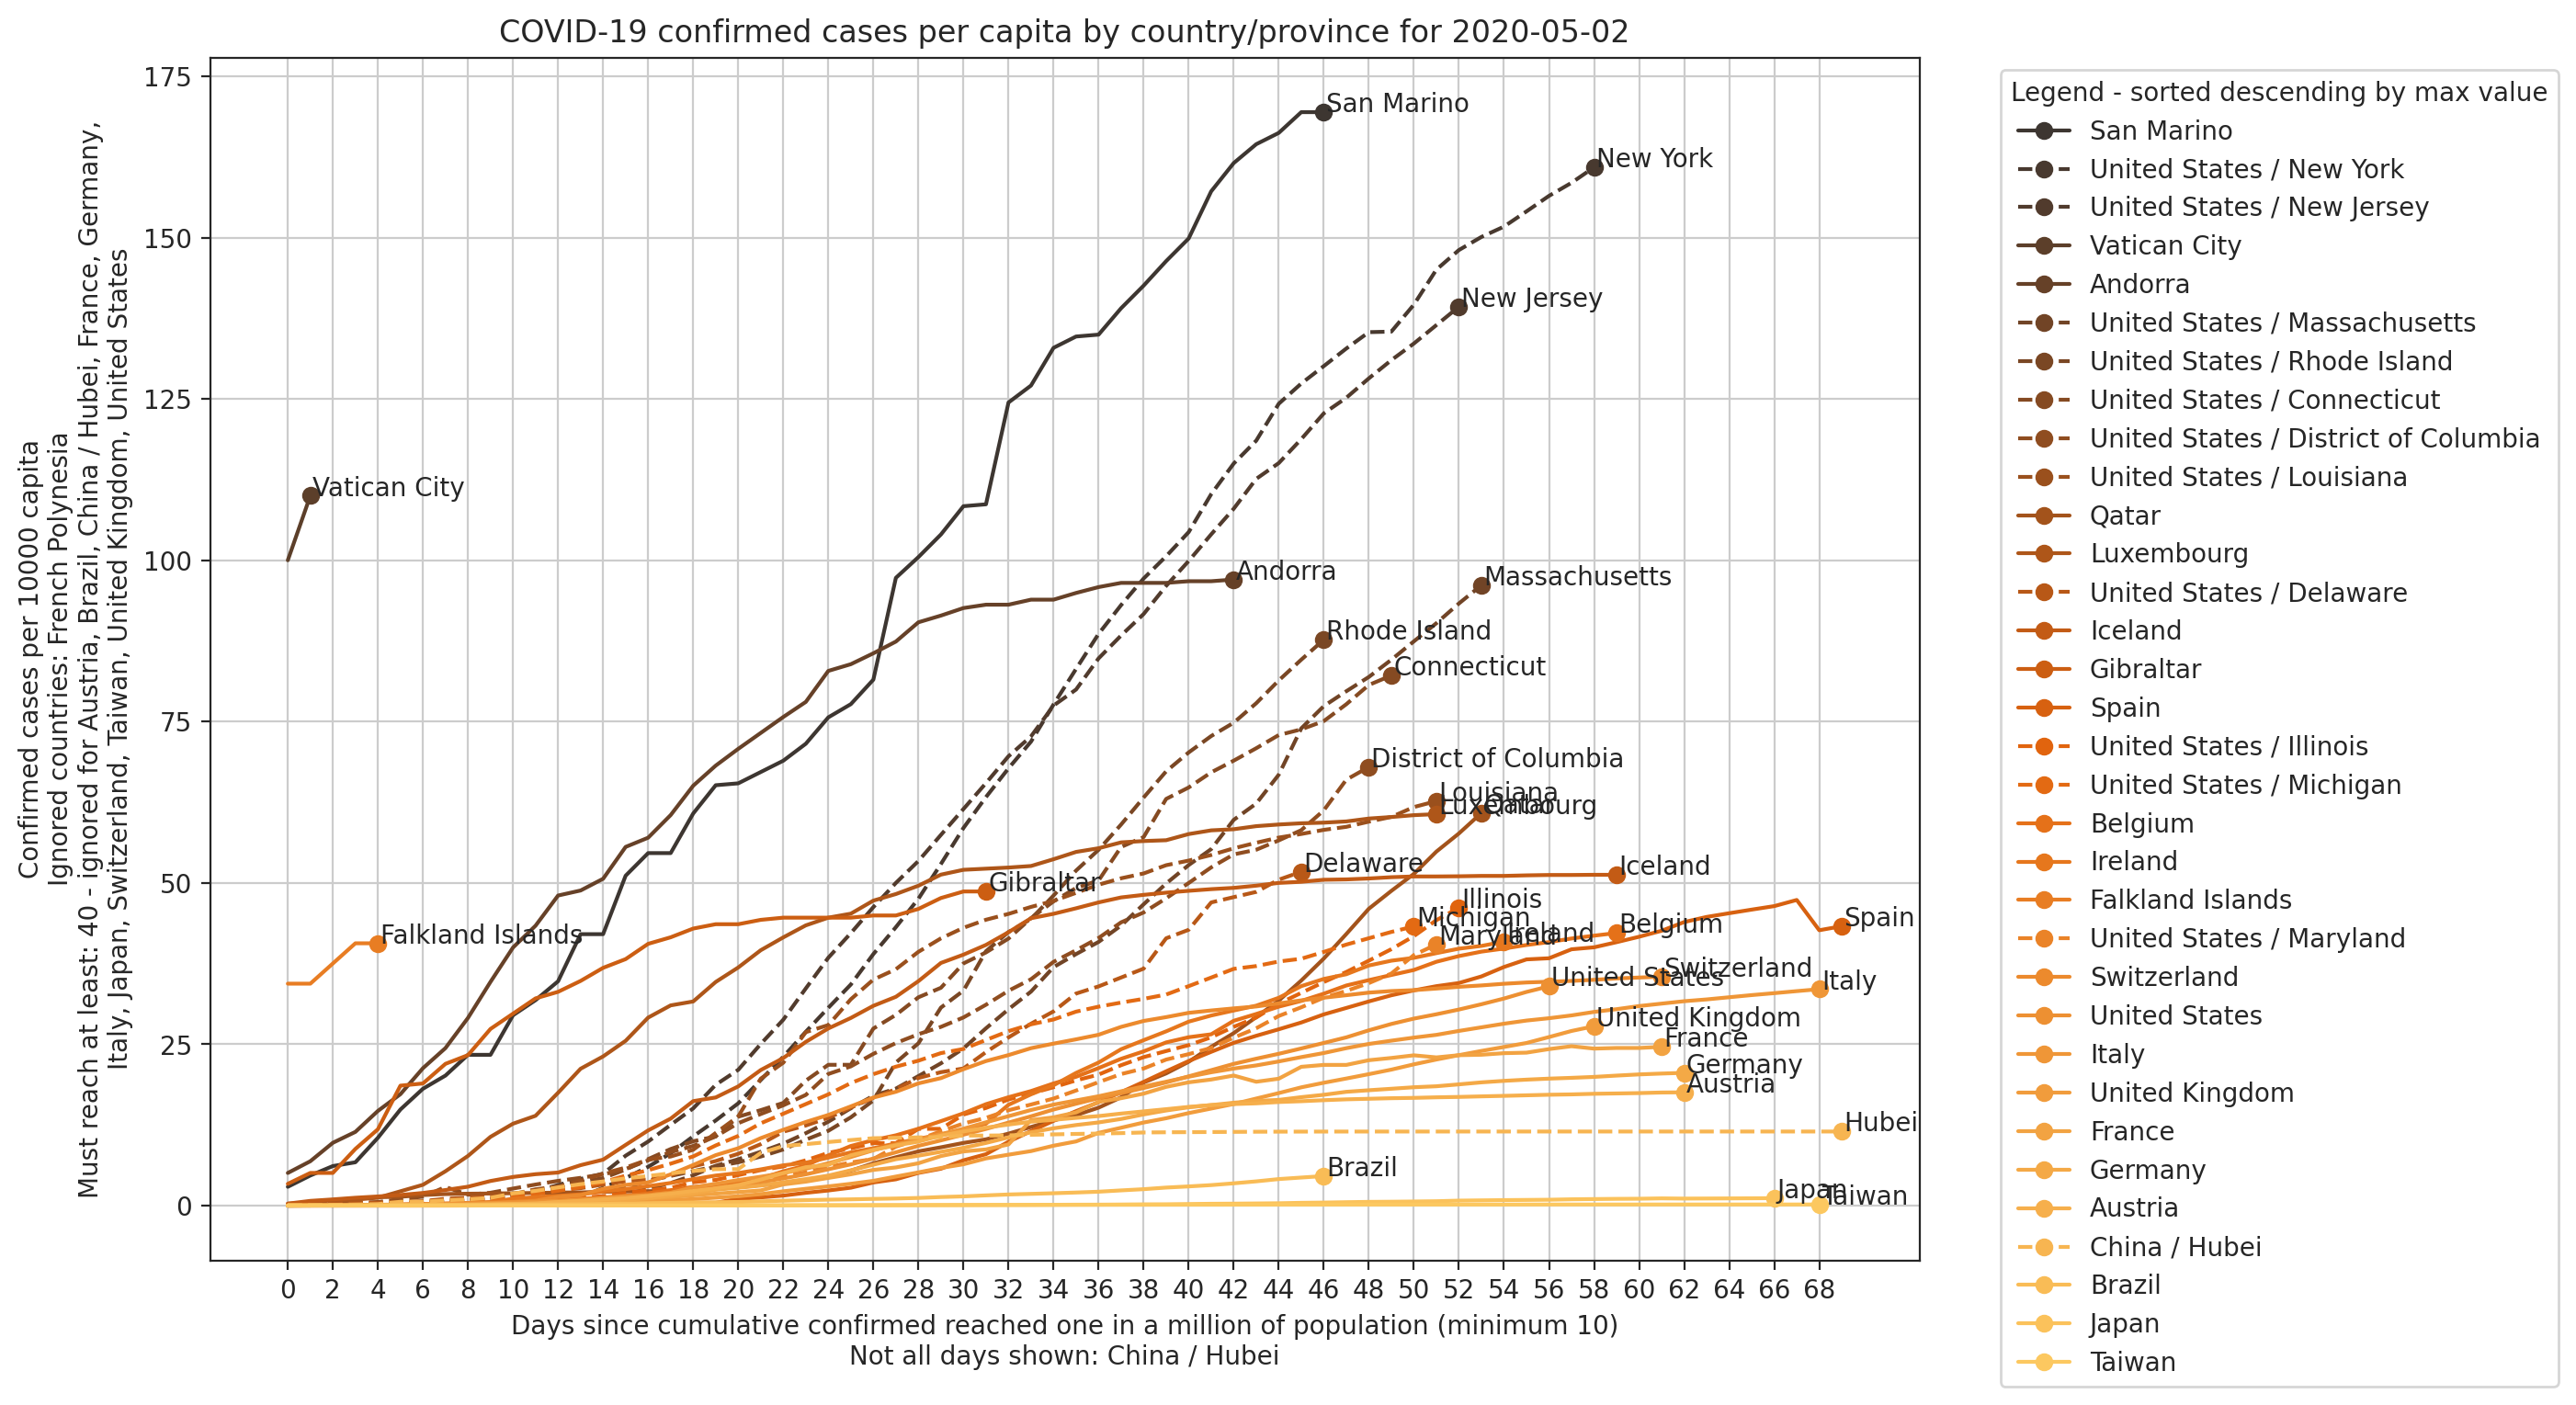 COVID-19 confirmed cases per capita by country/province for 2020-05-02
Confirmed cases per 10000 capita
Ignored countries: French Polynesia
Must reach at least: 40 - ignored for Austria, Brazil, China / Hubei, France, Germany,
Italy, Japan, Switzerland, Taiwan, United Kingdom, United States
175
150
125
100
75
50
25
0
San Marino
New York
New Jersey
Vatican City
Andorra
Massachusetts
Rhode Island
Connecticut
District of Columbia
Louisiana
Qatar
Luxembourg
Delaware
Iceland
Gibraltar
Illinois
Michigan
Spain
Belgium
Ireland
Maryland
Falkland Islands
Switzerland
United States
Italy
United Kingdom
France
Germany
Austria
Hubei
Brazil
Japan
Taiwan
0 2 4 6 8 10 12 14 16 18 20 22 24 26 28 30 32 34 36 38 40 42 44 46 48 50 52 54 56 58 60 62 64 66 68
Days since cumulative confirmed reached one in a million of population (minimum 10)
Not all days shown: China / Hubei
Legend - sorted descending by max value
San Marino
United States / New York
United States / New Jersey
Vatican City
Andorra
United States / Massachusetts
United States / Rhode Island
United States / Connecticut
United States / District of Columbia
United States / Louisiana
Qatar
Luxembourg
United States / Delaware
Iceland
Gibraltar
Spain
United States / Illinois
United States / Michigan
Belgium
Ireland
Falkland Islands
United States / Maryland
Switzerland
United States
Italy
United Kingdom
France
Germany
Austria
China / Hubei
Brazil
Japan
Taiwan